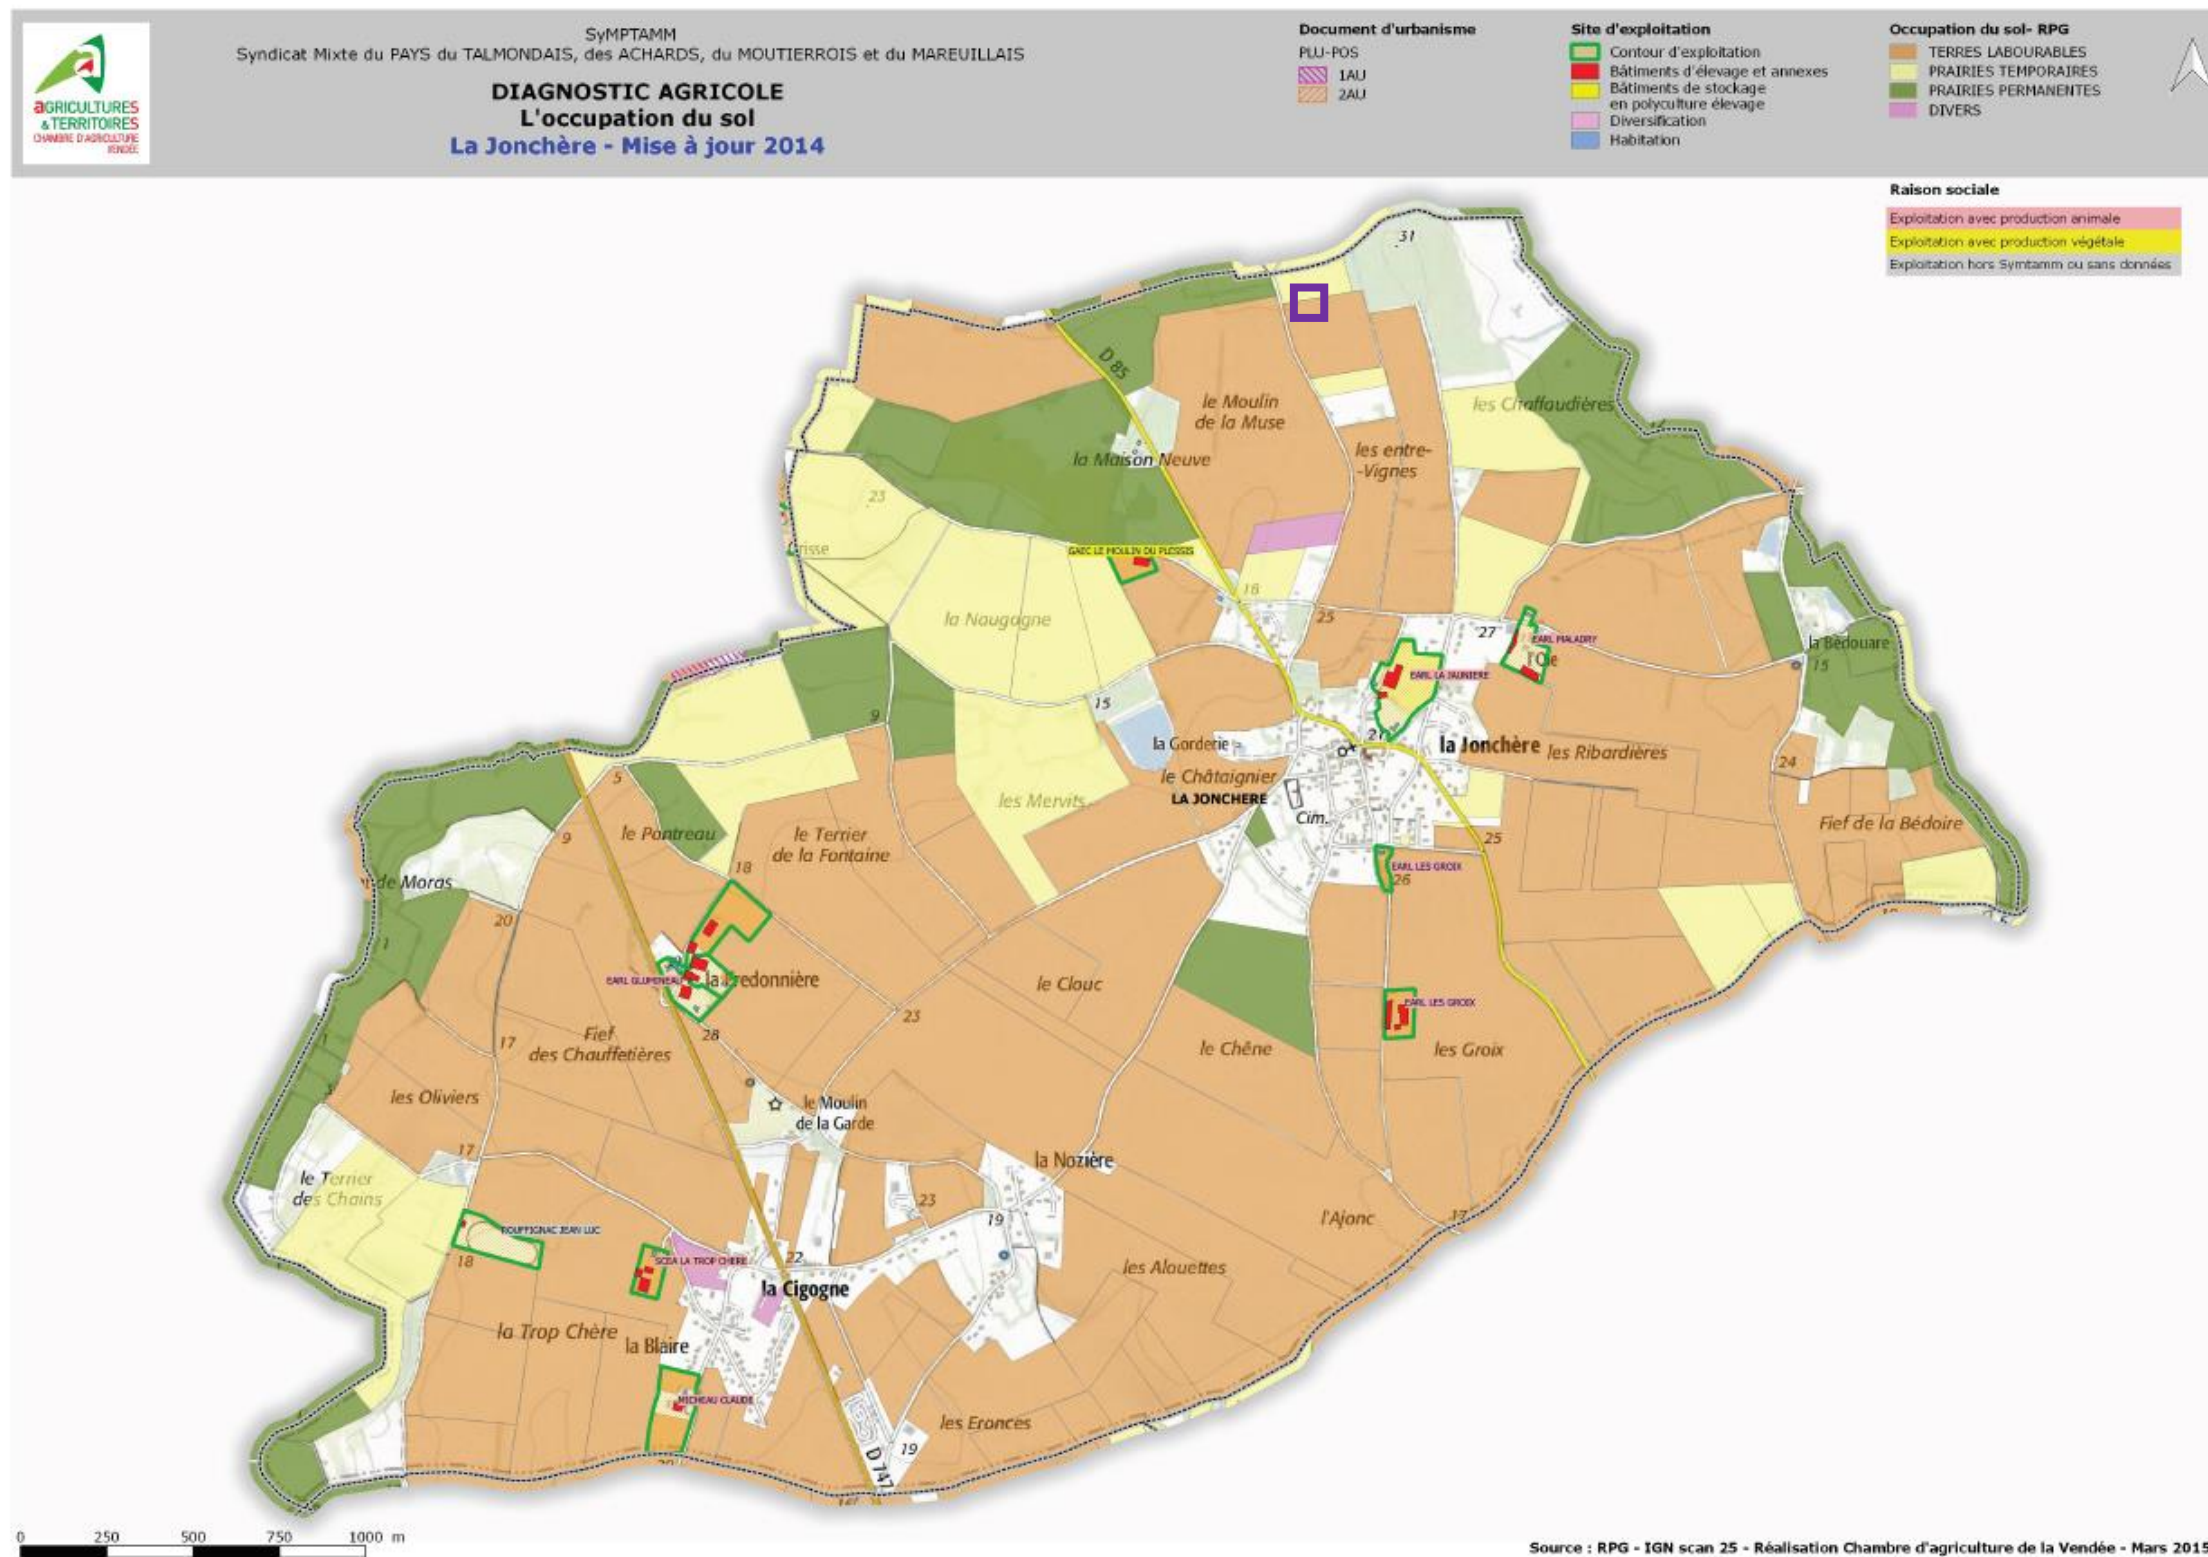 SyMPTAMM
Syndicat Mixte du PAYS du TALMONDAIS, des ACHARDS, du MOUTIERROIS et du MAREUILLAIS
DIAGNOSTIC AGRICOLE
L'occupation du sol
La Jonchère - Mise à jour 2014
aGRICULTURES
& TERRITOIRES
CHAMBRE D'AGRICULTURE
VENDÉE
Document d'urbanisme
PLU-POS
1AU
2AU
Site d'exploitation
Contour d'exploitation
Bâtiments d'élevage et annexes
Bâtiments de stockage
en polyculture élevage
Diversification
Habitation
Occupation du sol- RPG
TERRES LABOURABLES
PRAIRIES TEMPORAIRES
PRAIRIES PERMANENTES
DIVERS
Raison sociale
Exploitation avec production animale
Exploitation avec production végétale
Exploitation hors Symtamm ou sans données
31
D 85
le Moulin
de la Muse
les Chaffaudières
la Maison Neuve
les entre-
-Vignes
23
GAEC LE MOULIN DU PLESSIS
18
la Naugagne
25
27
EARL MALADRY
l'Oie
la Bédouare
15
EARL LA JAUNIERE
15
9
la Gorderie
21
la Jonchère
les Ribardières
24
le Châtaignier
LA JONCHERE
les Mervits
Cim.
5
9
le Pontreau
le Terrier
de la Fontaine
25
Fief de la Bédoire
18
EARL LES GROIX
26
de Moras
20
1
EARL GLUMINEAU
la Bredonnière
le Clouc
23
EARL LES GROIX
28
17
Fief
des Chauffetières
le Chêne
les Groix
les Oliviers
le Moulin
de la Garde
17
la Nozière
le Terrier
des Chains
23
19
l'Ajonc
17
ROUFFIGNAC JEAN LUC
18
SCEA LA TROP CHERE
22
la Cigogne
les Alouettes
la Trop Chère
la Blaire
MICHEAU CLAUDE
les Eronces
19
D 747
0 250 500 750 1000 m
Source : RPG - IGN scan 25 - Réalisation Chambre d'agriculture de la Vendée - Mars 2015